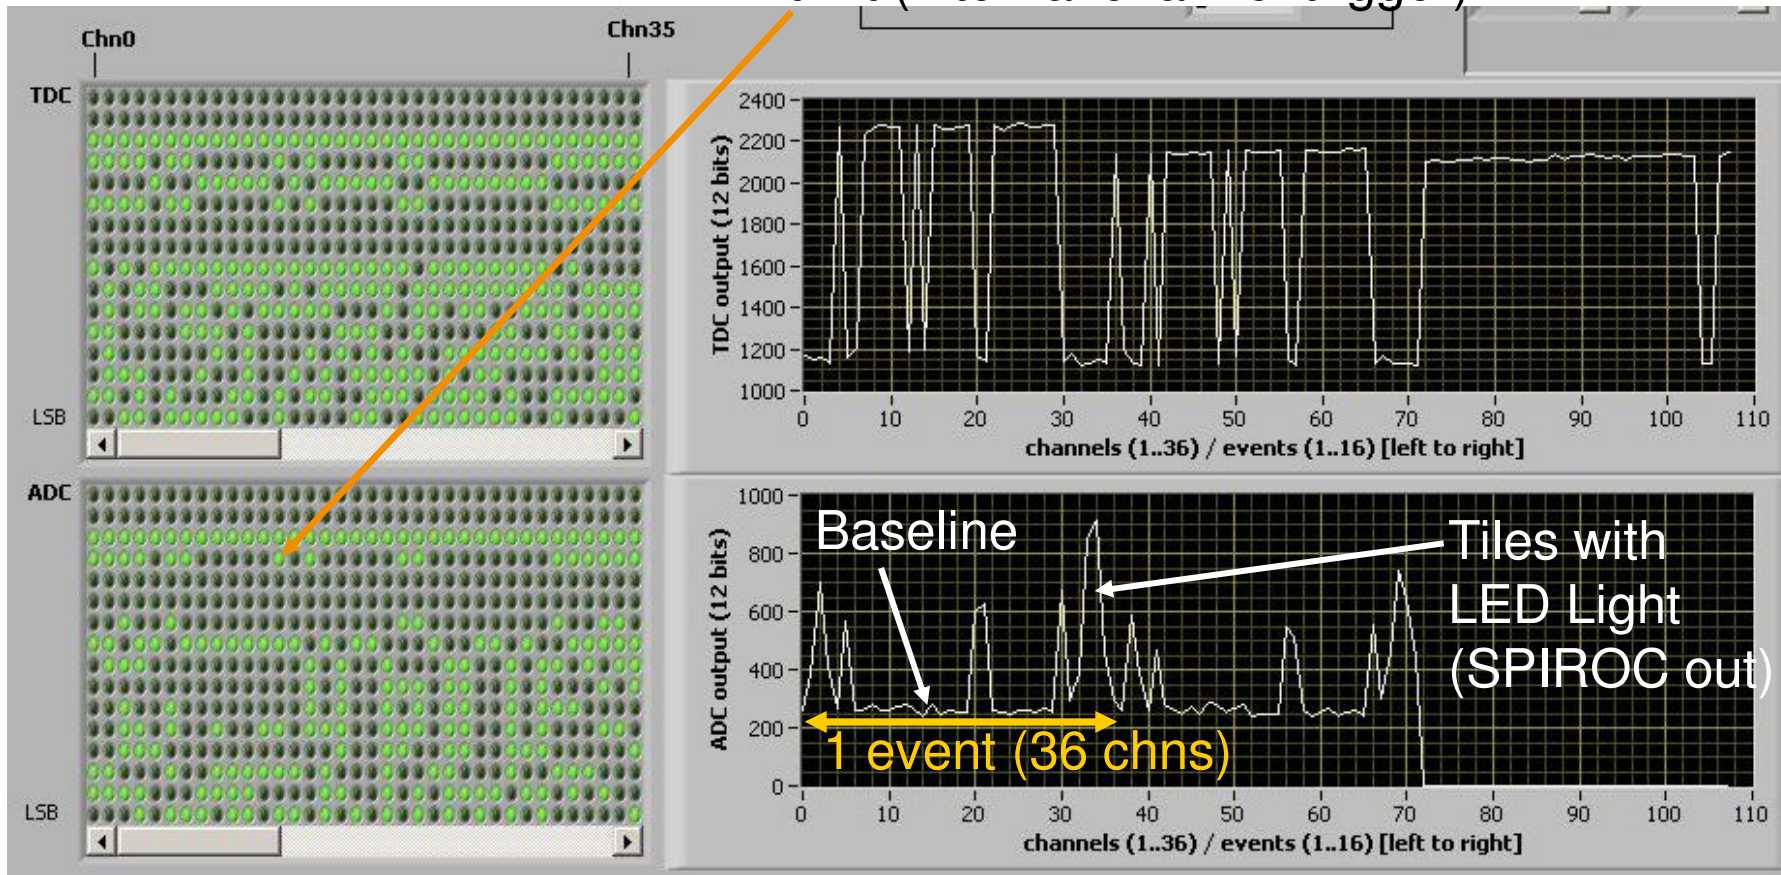 Chn0
Chn35
TDC
LSB
2400
2200
2000
1800
1600
1400
1200
1000
TDC output (12 bits)
0 10 20 30 40 50 60 70 80 90 100 110
channels (1..36) / events (1..16) [left to right]
ADC
LSB
1000
800
600
400
200
0
ADC output (12 bits)
Baseline
Tiles with
LED Light
(SPIROC out)
1 event (36 chns)
0 10 20 30 40 50 60 70 80 90 100 110
channels (1..36) / events (1..16) [left to right]